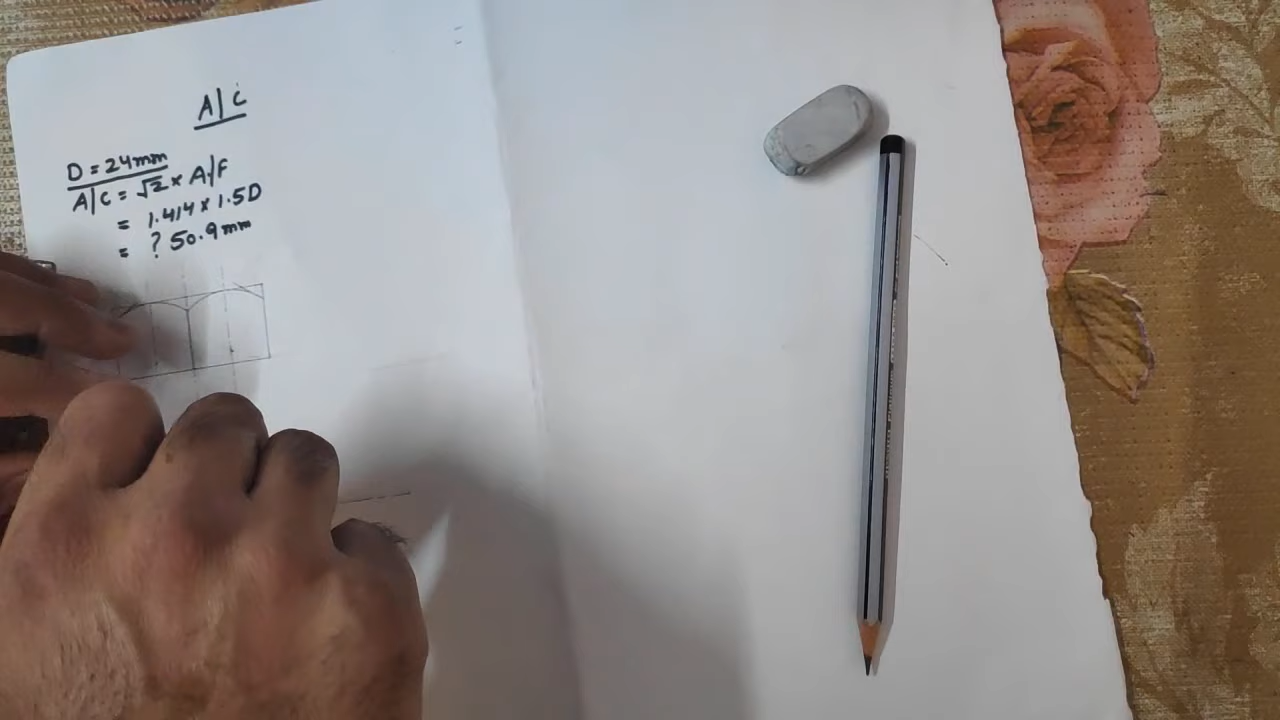 A/C
D = 24mm
A/C = √2 × A/F
= 1.414 × 1.5D
= ? 50.9mm